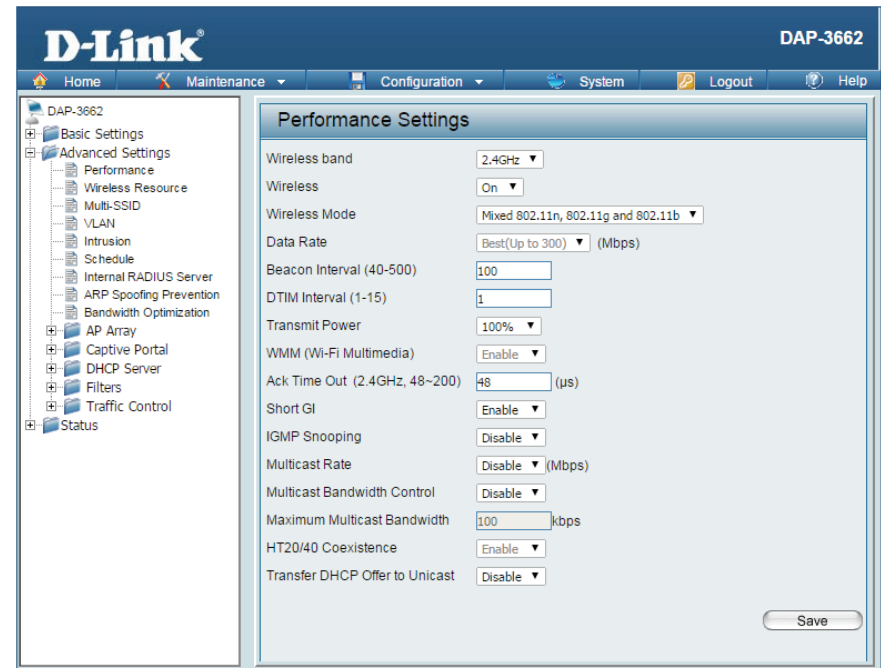 D-Link®
DAP-3662
Home Maintenance Configuration System Logout Help
DAP-3662
Basic Settings
Advanced Settings
Performance
Wireless Resource
Multi-SSID
VLAN
Intrusion
Schedule
Internal RADIUS Server
ARP Spoofing Prevention
Bandwidth Optimization
AP Array
Captive Portal
DHCP Server
Filters
Traffic Control
Status
Performance Settings
Wireless band 2.4GHz
Wireless On
Wireless Mode Mixed 802.11n, 802.11g and 802.11b
Data Rate Best(Up to 300) (Mbps)
Beacon Interval (40-500) 100
DTIM Interval (1-15) 1
Transmit Power 100%
WMM (Wi-Fi Multimedia) Enable
Ack Time Out (2.4GHz, 48~200) 48 (µs)
Short GI Enable
IGMP Snooping Disable
Multicast Rate Disable (Mbps)
Multicast Bandwidth Control Disable
Maximum Multicast Bandwidth 100 kbps
HT20/40 Coexistence Enable
Transfer DHCP Offer to Unicast Disable
Save